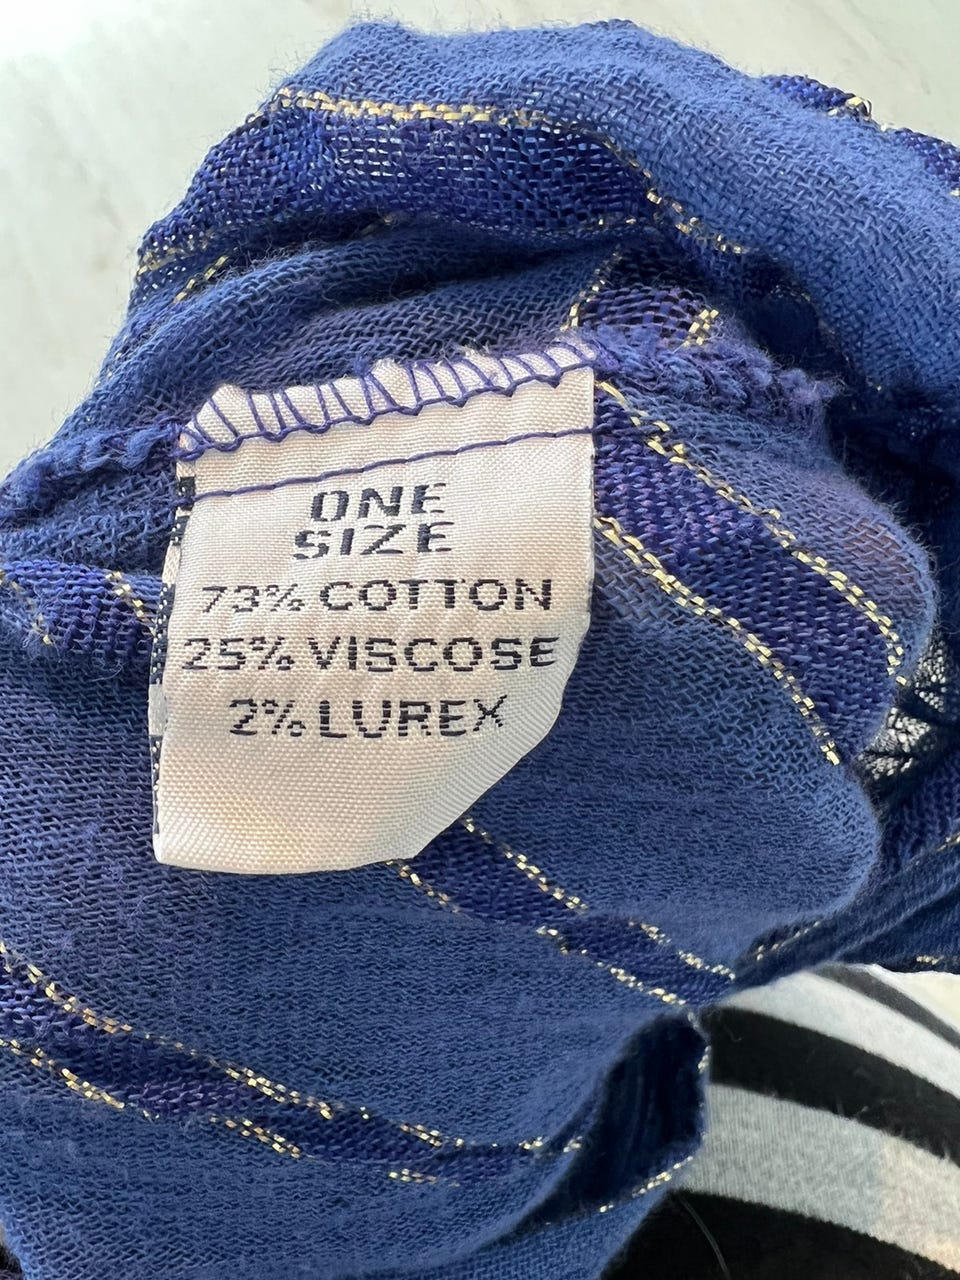 ONE
SIZE
73% COTTON
25% VISCOSE
2% LUREX